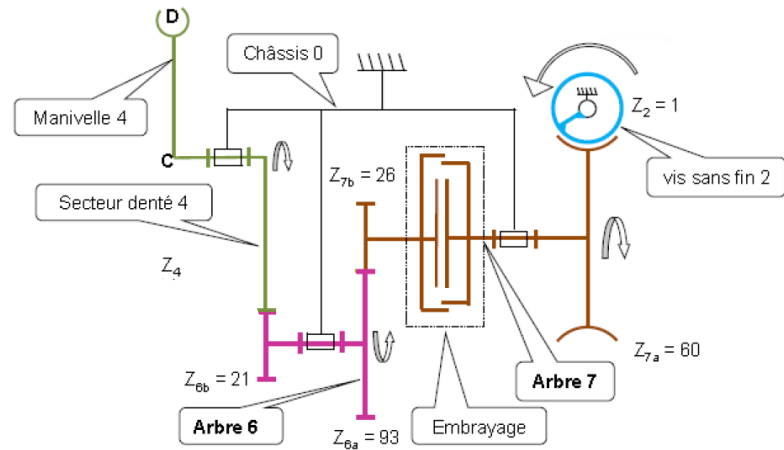 D
Châssis 0
Manivelle 4
Z2 = 1
C
vis sans fin 2
Z7b = 26
Secteur denté 4
Z4
Z6b = 21
Z7a = 60
Arbre 7
Arbre 6
Embrayage
Z6a = 93